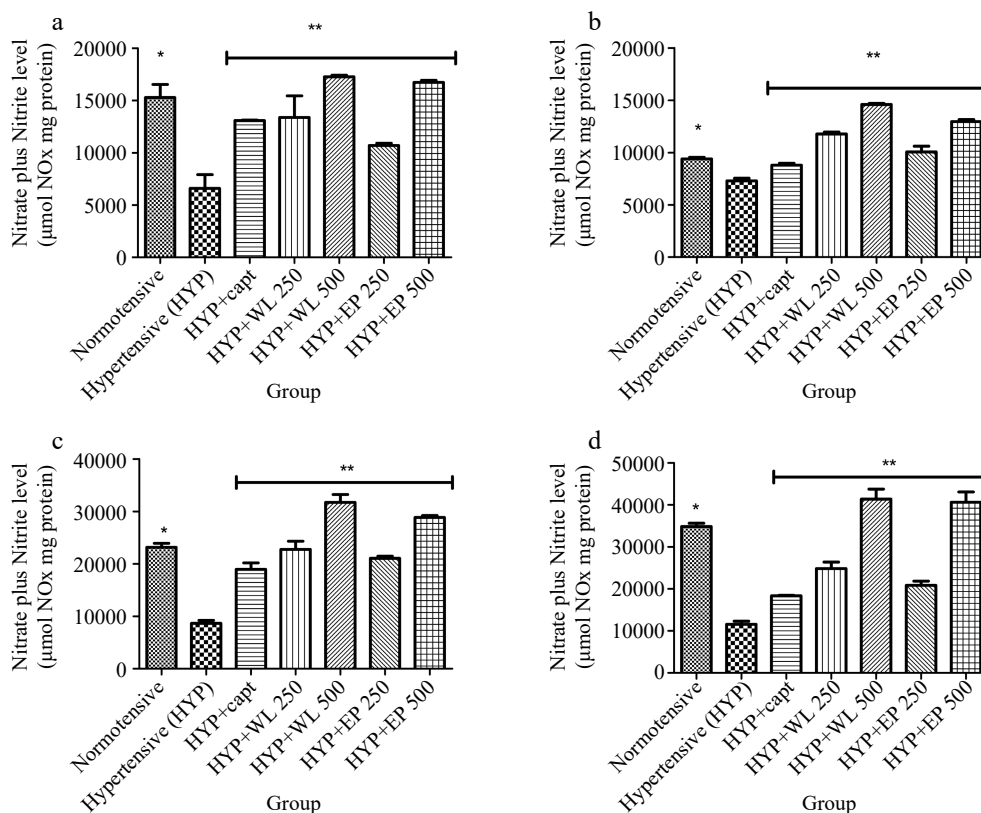 a
**
*
Nitrate plus Nitrite level
(μmol NOx mg protein)
20000
15000
10000
5000
0
Normotensive
Hypertensive (HYP)
HYP+capt
HYP+WL 250
HYP+WL 500
HYP+EP 250
HYP+EP 500
Group
b
**
*
Nitrate plus Nitrite level
(μmol NOx mg protein)
20000
15000
10000
5000
0
Normotensive
Hypertensive (HYP)
HYP+capt
HYP+WL 250
HYP+WL 500
HYP+EP 250
HYP+EP 500
Group
c
**
*
Nitrate plus Nitrite level
(μmol NOx mg protein)
40000
30000
20000
10000
0
Normotensive
Hypertensive (HYP)
HYP+capt
HYP+WL 250
HYP+WL 500
HYP+EP 250
HYP+EP 500
Group
d
**
*
Nitrate plus Nitrite level
(μmol NOx mg protein)
50000
40000
30000
20000
10000
0
Normotensive
Hypertensive (HYP)
HYP+capt
HYP+WL 250
HYP+WL 500
HYP+EP 250
HYP+EP 500
Group